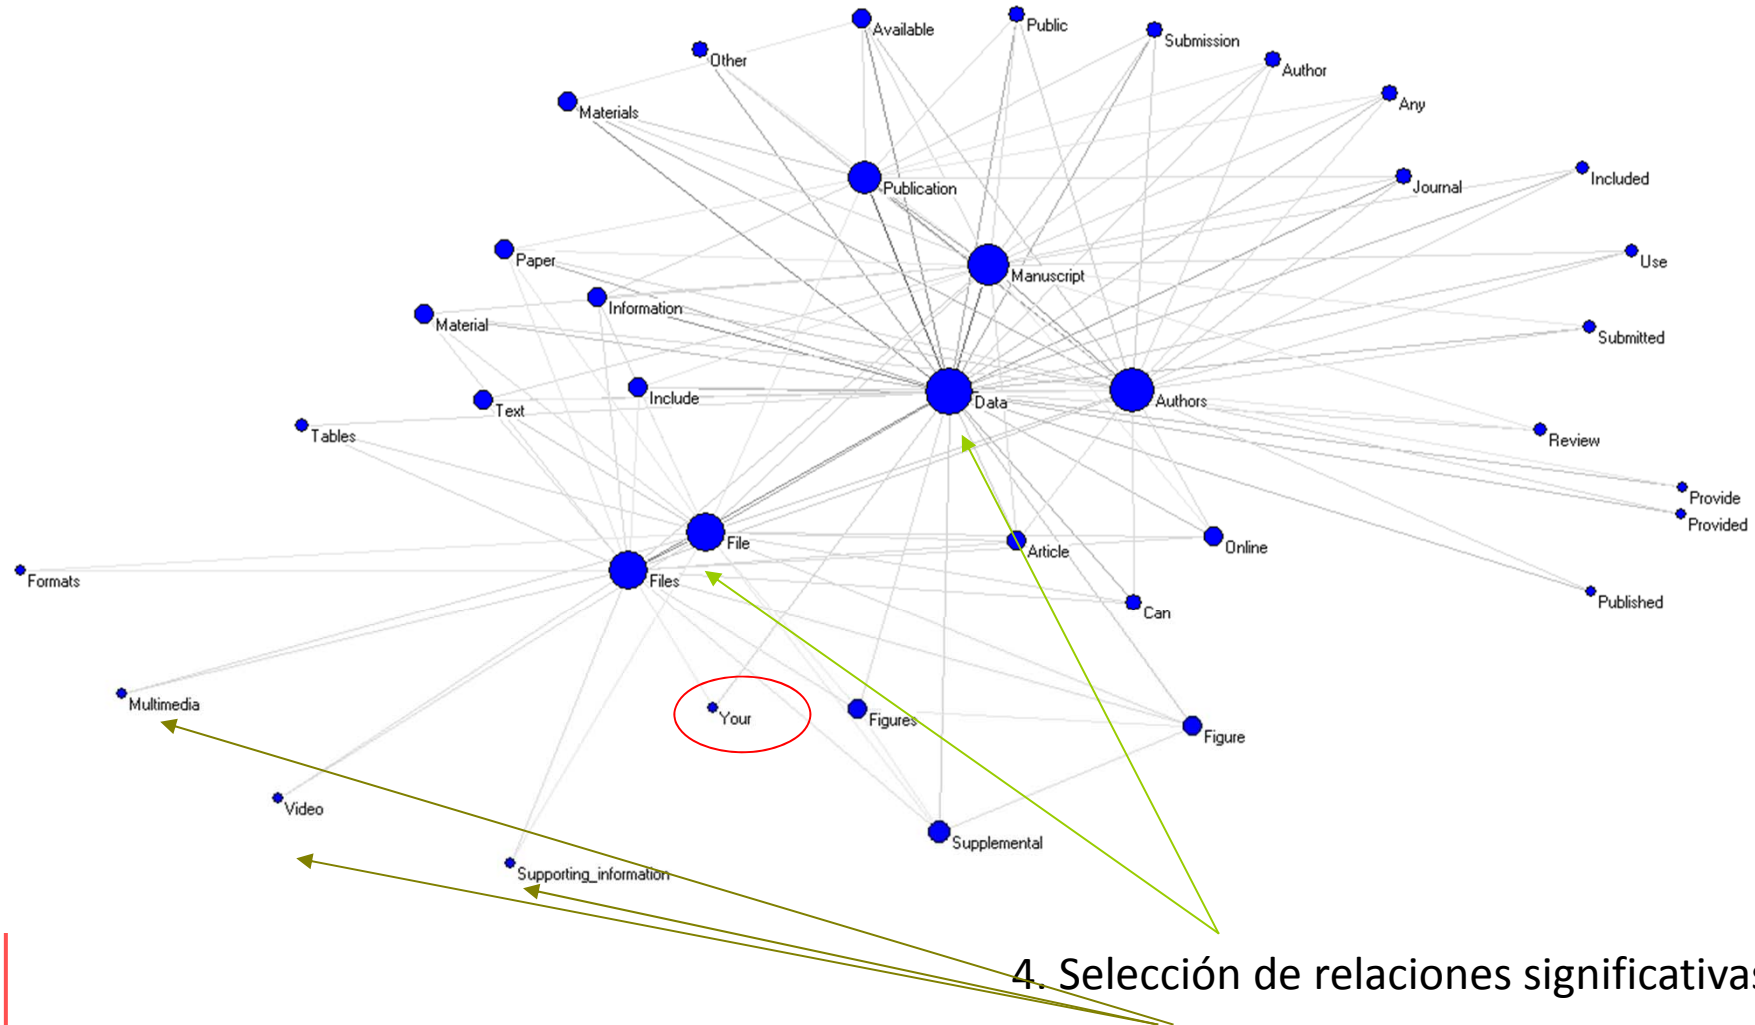 Available
Public
Submission
Other
Author
Materials
Any
Publication
Journal
Included
Paper
Manuscript
Use
Information
Material
Submitted
Include
Data
Authors
Text
Tables
Review
Provide
Provided
File
Article
Online
Files
Formats
Can
Published
Multimedia
Your
Figures
Figure
Video
Supplemental
Supporting_information
4. Selección de relaciones significativas